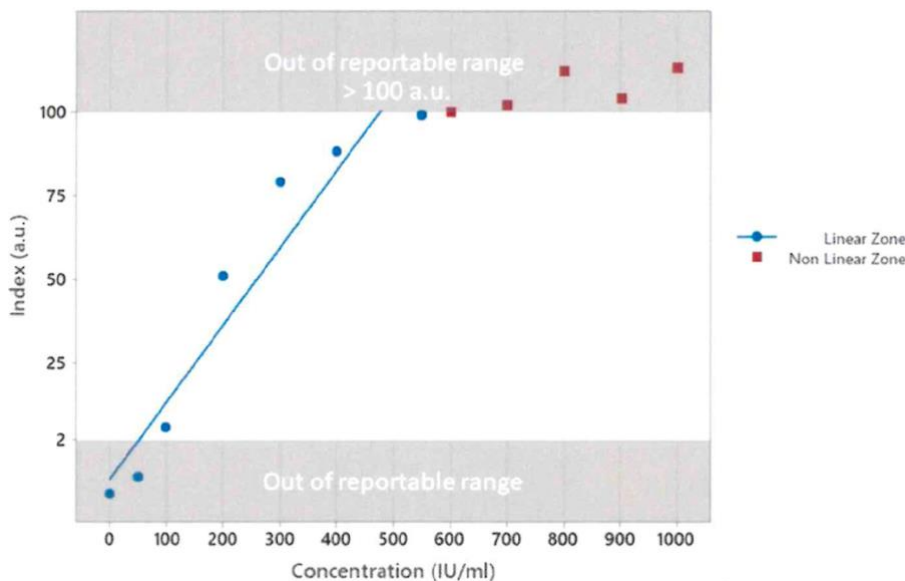 Out of reportable range
> 100 a.u.
100
75
50
25
2
Index (a.u.)
Out of reportable range
0 100 200 300 400 500 600 700 800 900 1000
Concentration (IU/ml)
Linear Zone
Non Linear Zone